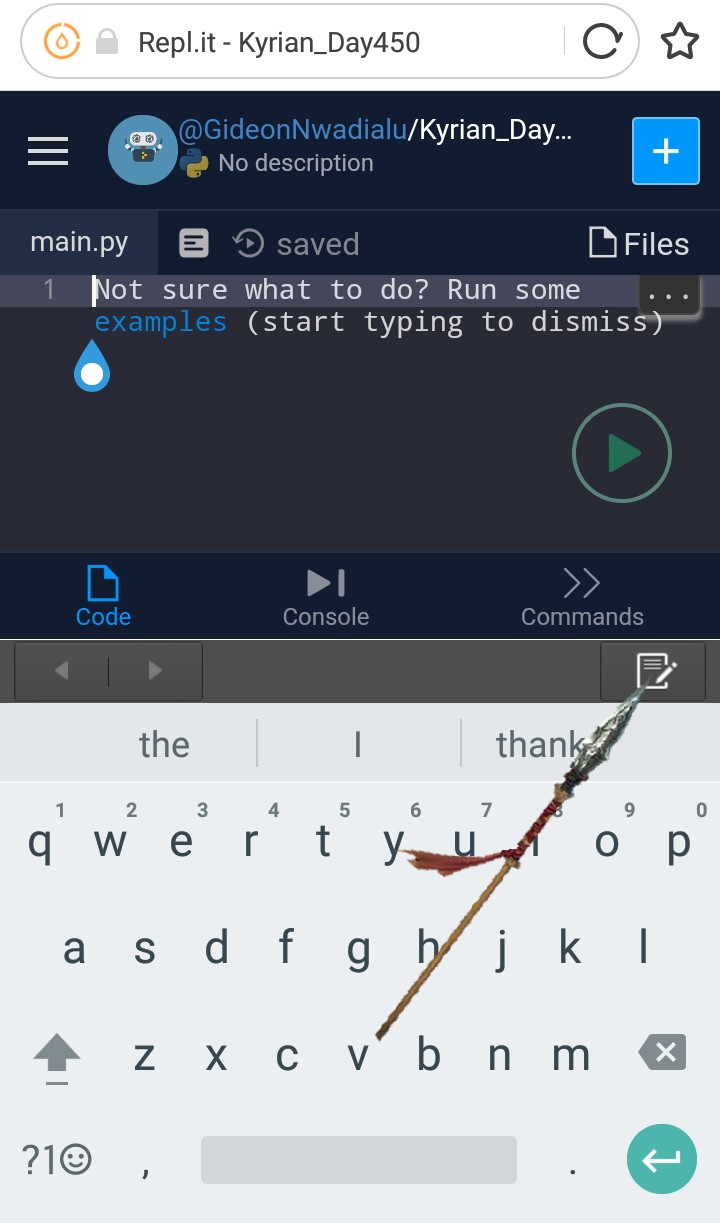 Repl.it - Kyrian_Day450
@GideonNwadialu/Kyrian_Day...
No description
main.py
saved
Files
1 Not sure what to do? Run some ...
examples (start typing to dismiss)
Code Console Commands
the I thank
1 2 3 4 5 6 7 8 9 0
q w e r t y u i o p
a s d f g h j k l
z x c v b n m
?1☺ , .